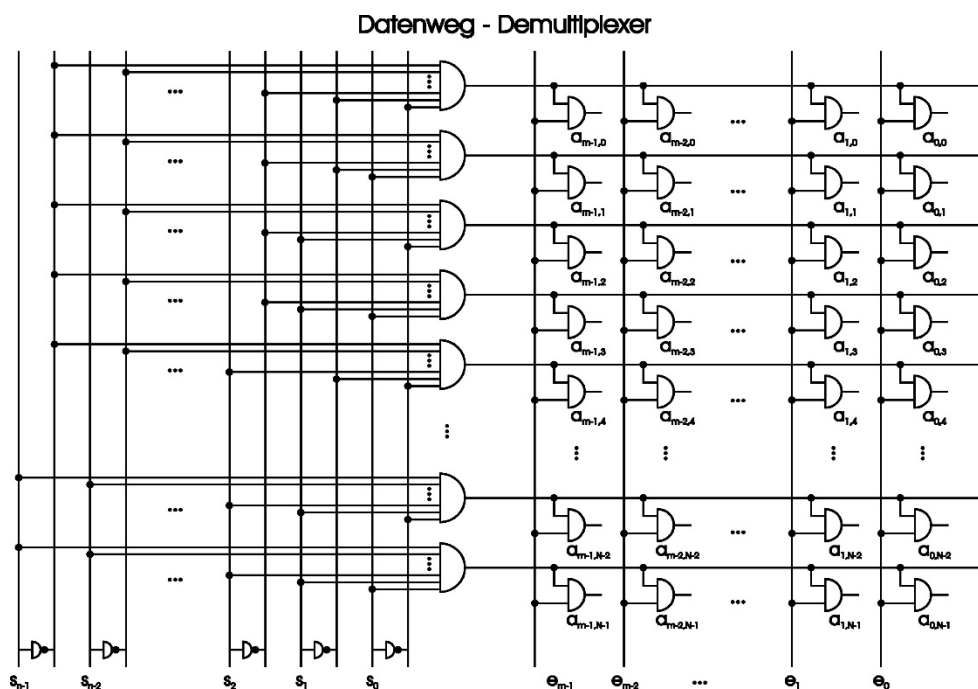 Datenweg - Demultiplexer
...
a_{m-1,0} a_{m-2,0} ... a_{1,0} a_{0,0}
...
a_{m-1,1} a_{m-2,1} ... a_{1,1} a_{0,1}
...
a_{m-1,2} a_{m-2,2} ... a_{1,2} a_{0,2}
...
a_{m-1,3} a_{m-2,3} ... a_{1,3} a_{0,3}
...
a_{m-1,4} a_{m-2,4} ... a_{1,4} a_{0,4}
...
a_{m-1,N-2} a_{m-2,N-2} ... a_{1,N-2} a_{0,N-2}
...
a_{m-1,N-1} a_{m-2,N-1} ... a_{1,N-1} a_{0,N-1}
s_{n-1} s_{n-2} s_2 s_1 s_0 e_{m-1} e_{m-2} ... e_1 e_0